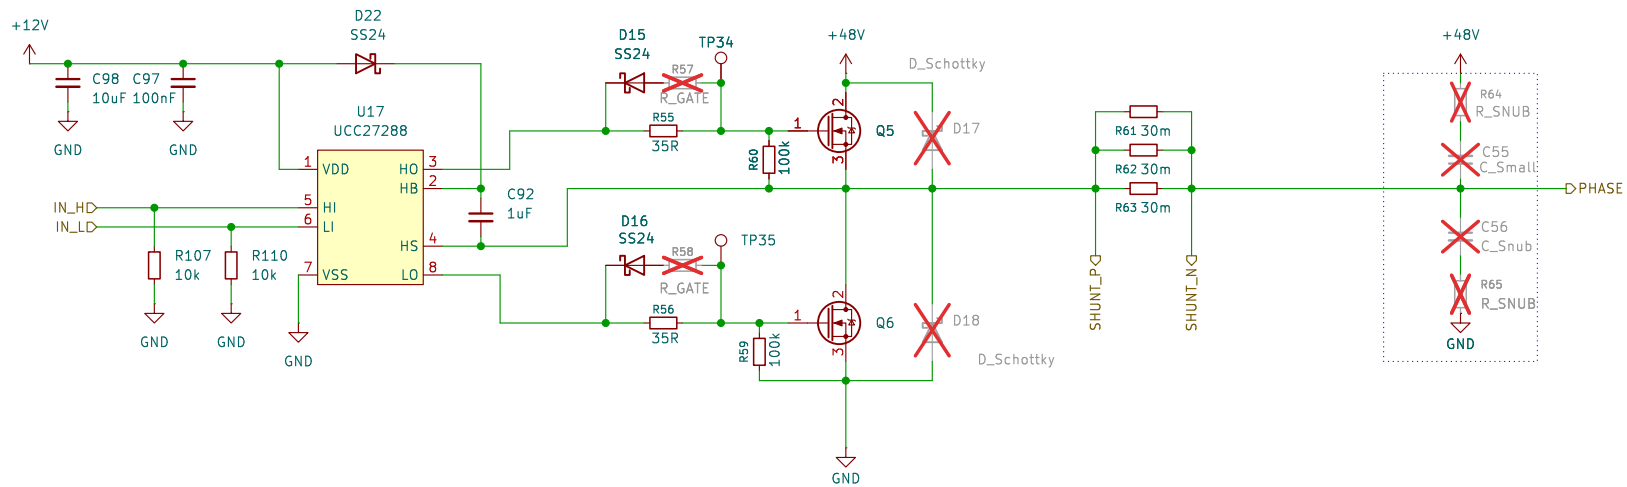 +12V
D22
SS24
C98
10uF
C97
100nF
GND
GND
U17
UCC27288
1
VDD
HO
3
HB
2
5
HI
6
LI
HS
4
7
VSS
LO
8
IN_H
IN_L
R107
10k
R110
10k
GND
GND
GND
C92
1uF
D15
SS24
R57
R_GATE
TP34
R55
35R
R60
100k
+48V
2
1
3
Q5
D_Schottky
D17
D16
SS24
R58
R_GATE
TP35
R56
35R
R59
100k
2
1
3
Q6
D18
D_Schottky
GND
R61 30m
R62 30m
R63 30m
SHUNT_P
SHUNT_N
+48V
R64
R_SNUB
C55
C_Small
PHASE
C56
C_Snub
R65
R_SNUB
GND